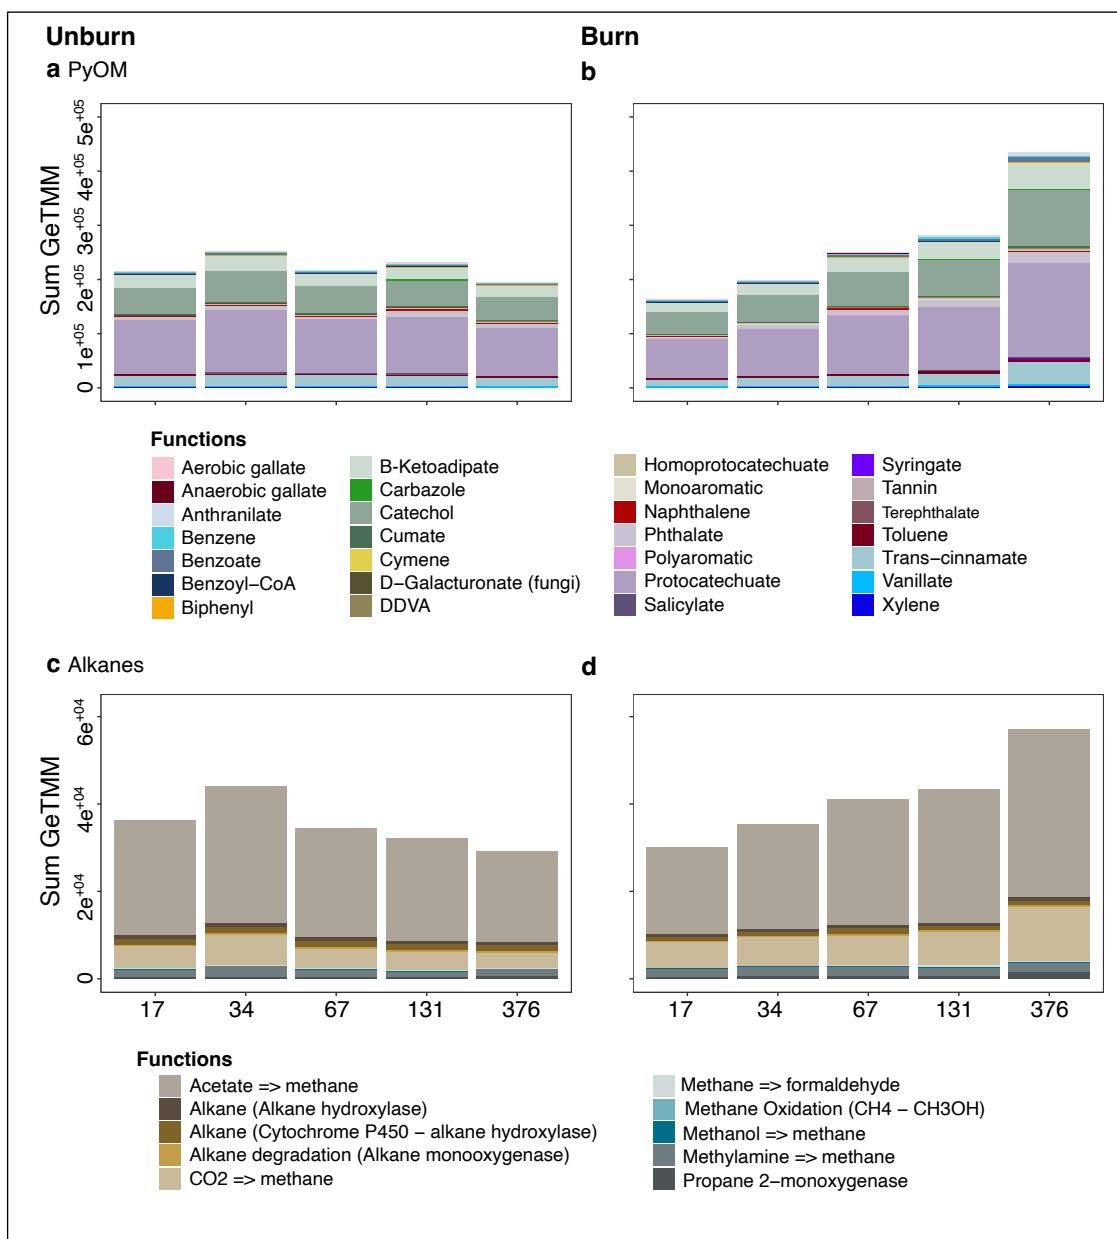 Unburn
Burn
a PyOM
b
Sum GeTMM
0
1e+05
2e+05
3e+05
4e+05
5e+05
Functions
Aerobic gallate
Anaerobic gallate
Anthranilate
Benzene
Benzoate
Benzoyl–CoA
Biphenyl
B-Ketoadipate
Carbazole
Catechol
Cumate
Cymene
D–Galacturonate (fungi)
DDVA
Homoprotocatechuate
Monoaromatic
Naphthalene
Phthalate
Polyaromatic
Protocatechuate
Salicylate
Syringate
Tannin
Terephthalate
Toluene
Trans–cinnamate
Vanillate
Xylene
c Alkanes
d
Sum GeTMM
0
2e+04
4e+04
6e+04
17 34 67 131 376
17 34 67 131 376
Functions
Acetate => methane
Alkane (Alkane hydroxylase)
Alkane (Cytochrome P450 – alkane hydroxylase)
Alkane degradation (Alkane monooxygenase)
CO2 => methane
Methane => formaldehyde
Methane Oxidation (CH4 – CH3OH)
Methanol => methane
Methylamine => methane
Propane 2–monoxygenase